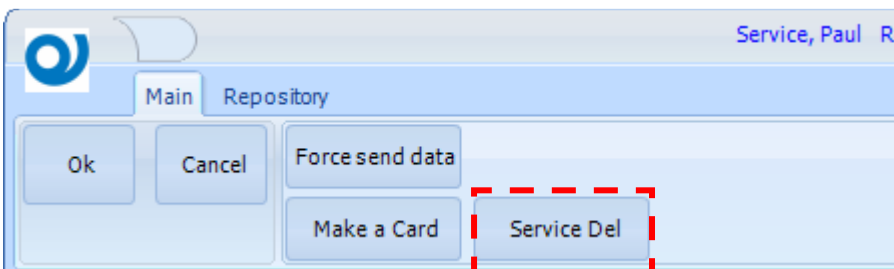 Service, Paul R
Main Repository
Ok Cancel Force send data
Make a Card Service Del